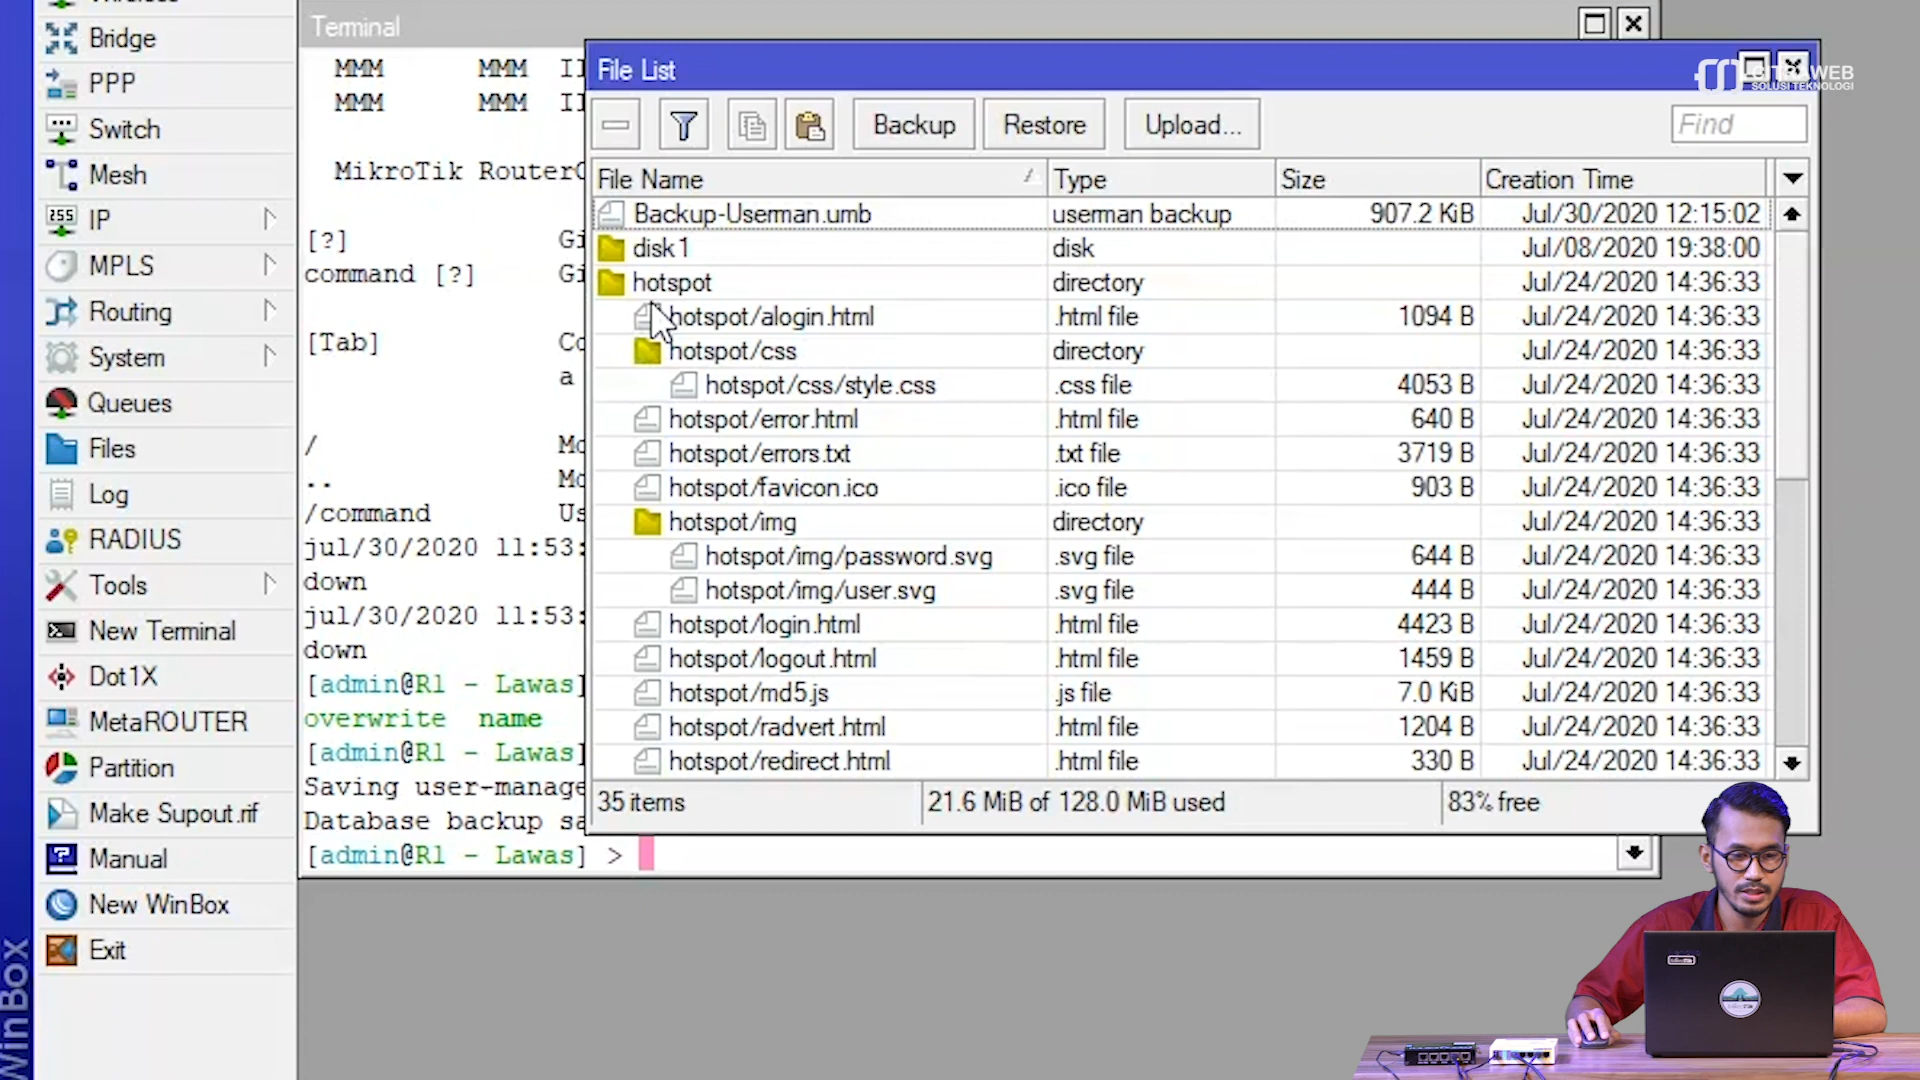 Bridge
PPP
Switch
Mesh
IP
MPLS
Routing
System
Queues
Files
Log
RADIUS
Tools
New Terminal
Dot1X
MetaROUTER
Partition
Make Supout.rif
Manual
New WinBox
Exit
WinBox
Terminal
MMM MMM
MMM MMM
MikroTik
[?]
command [?]
[Tab]
a
/
..
/command
jul/30/2020 11:53:
down
jul/30/2020 11:53:
down
[admin@R1 - Lawas]
overwrite name
[admin@R1 - Lawas]
Saving
Database backup
[admin@R1 - Lawas] >
File List
CITRAWEB
SOLUSI TEKNOLOGI
Backup Restore Upload... Find
File Name Type Size Creation Time
Backup-Userman.umb userman backup 907.2 KiB Jul/30/2020 12:15:02
disk1 disk Jul/08/2020 19:38:00
hotspot directory Jul/24/2020 14:36:33
hotspot/alogin.html .html file 1094 B Jul/24/2020 14:36:33
hotspot/css directory Jul/24/2020 14:36:33
hotspot/css/style.css .css file 4053 B Jul/24/2020 14:36:33
hotspot/error.html .html file 640 B Jul/24/2020 14:36:33
hotspot/errors.txt .txt file 3719 B Jul/24/2020 14:36:33
hotspot/favicon.ico .ico file 903 B Jul/24/2020 14:36:33
hotspot/img directory Jul/24/2020 14:36:33
hotspot/img/password.svg .svg file 644 B Jul/24/2020 14:36:33
hotspot/img/user.svg .svg file 444 B Jul/24/2020 14:36:33
hotspot/login.html .html file 4423 B Jul/24/2020 14:36:33
hotspot/logout.html .html file 1459 B Jul/24/2020 14:36:33
hotspot/md5.js .js file 7.0 KiB Jul/24/2020 14:36:33
hotspot/radvert.html .html file 1204 B Jul/24/2020 14:36:33
hotspot/redirect.html .html file 330 B Jul/24/2020 14:36:33
35 items 21.6 MiB of 128.0 MiB used 83% free